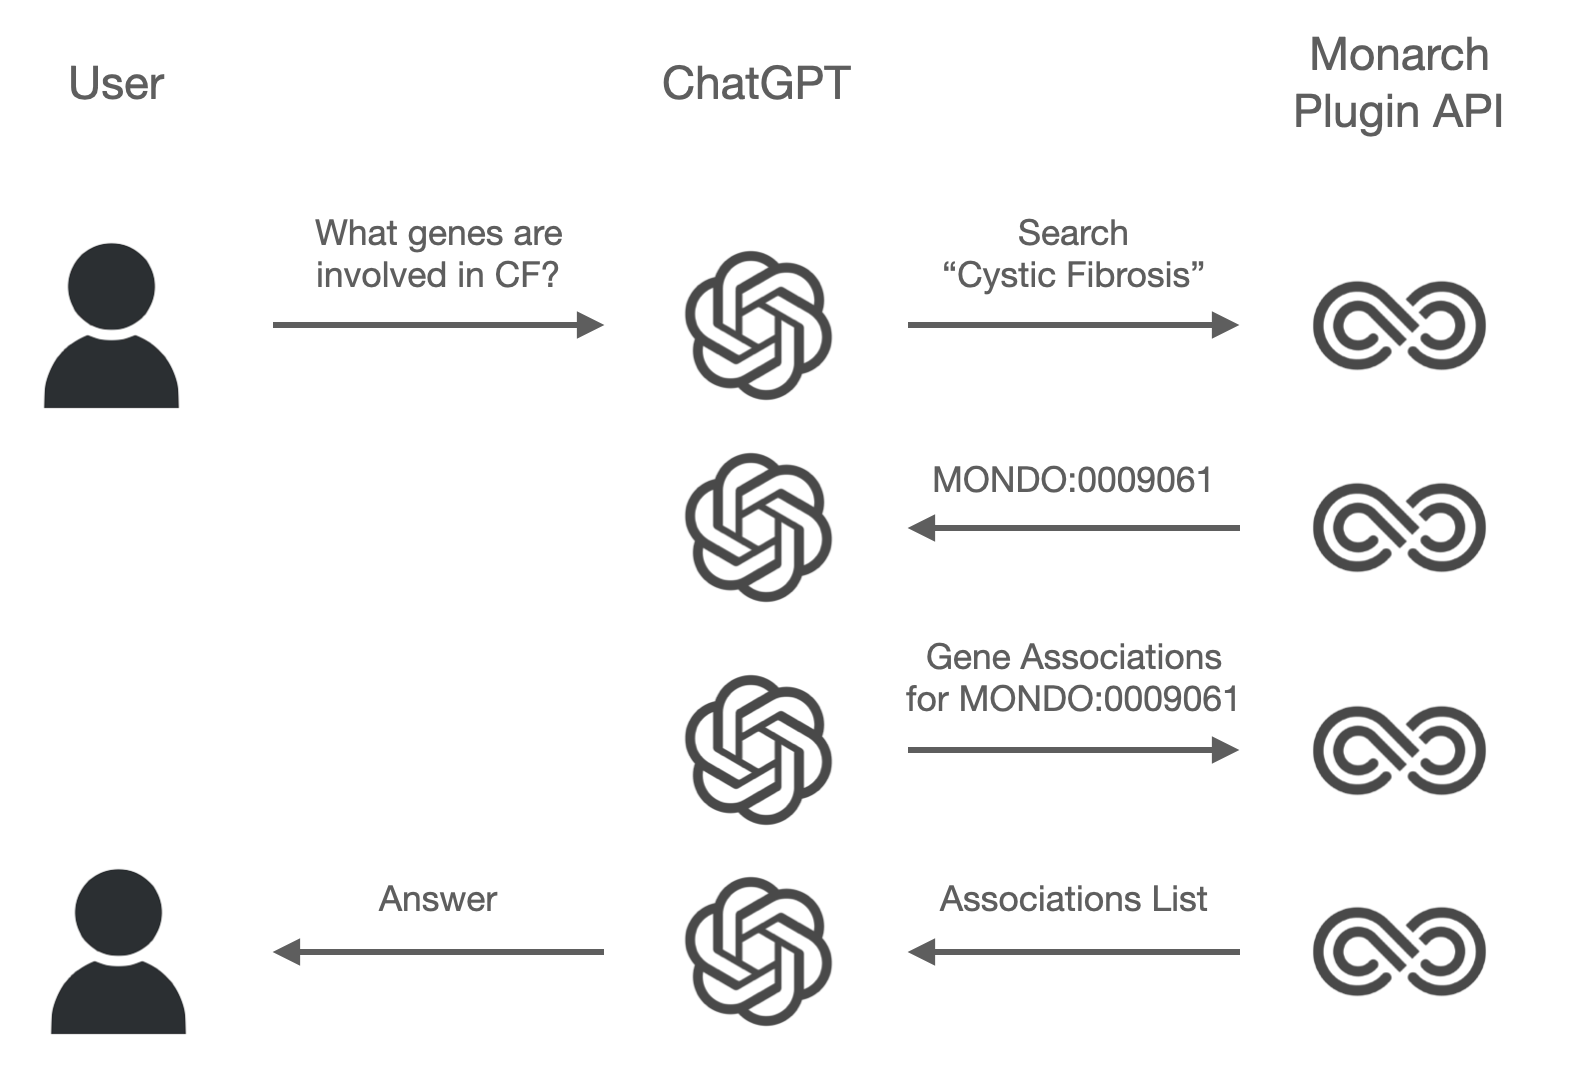 User
ChatGPT
Monarch
Plugin API
What genes are
involved in CF?
Search
“Cystic Fibrosis”
MONDO:0009061
Gene Associations
for MONDO:0009061
Answer
Associations List